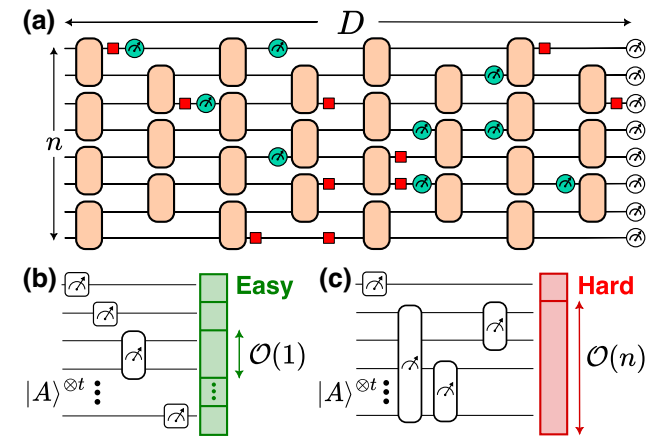 (a)
D
n
(b)
Easy
O(1)
|A⟩^{⊗t}
(c)
Hard
O(n)
|A⟩^{⊗t}